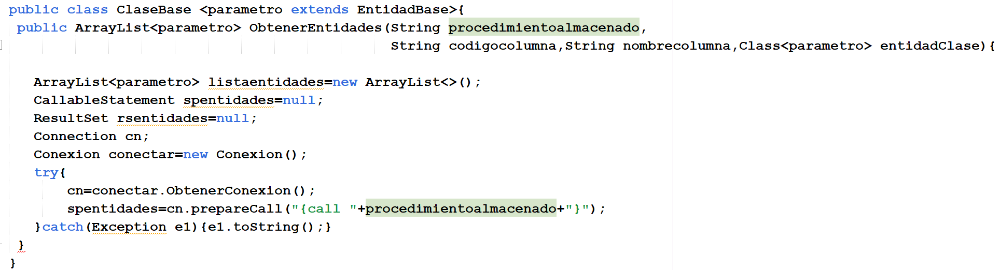 public class ClaseBase <parametro extends EntidadBase>{
public ArrayList<parametro> ObtenerEntidades(String procedimientoalmacenado,
String codigocolumna,String nombrecolumna,Class<parametro> entidadClase){
ArrayList<parametro> listaentidades=new ArrayList<>();
CallableStatement spentidades=null;
ResultSet rsentidades=null;
Connection cn;
Conexion conectar=new Conexion();
try{
cn=conectar.ObtenerConexion();
spentidades=cn.prepareCall("{call "+procedimientoalmacenado+"}");
}catch(Exception e1){e1.toString();}
}
}